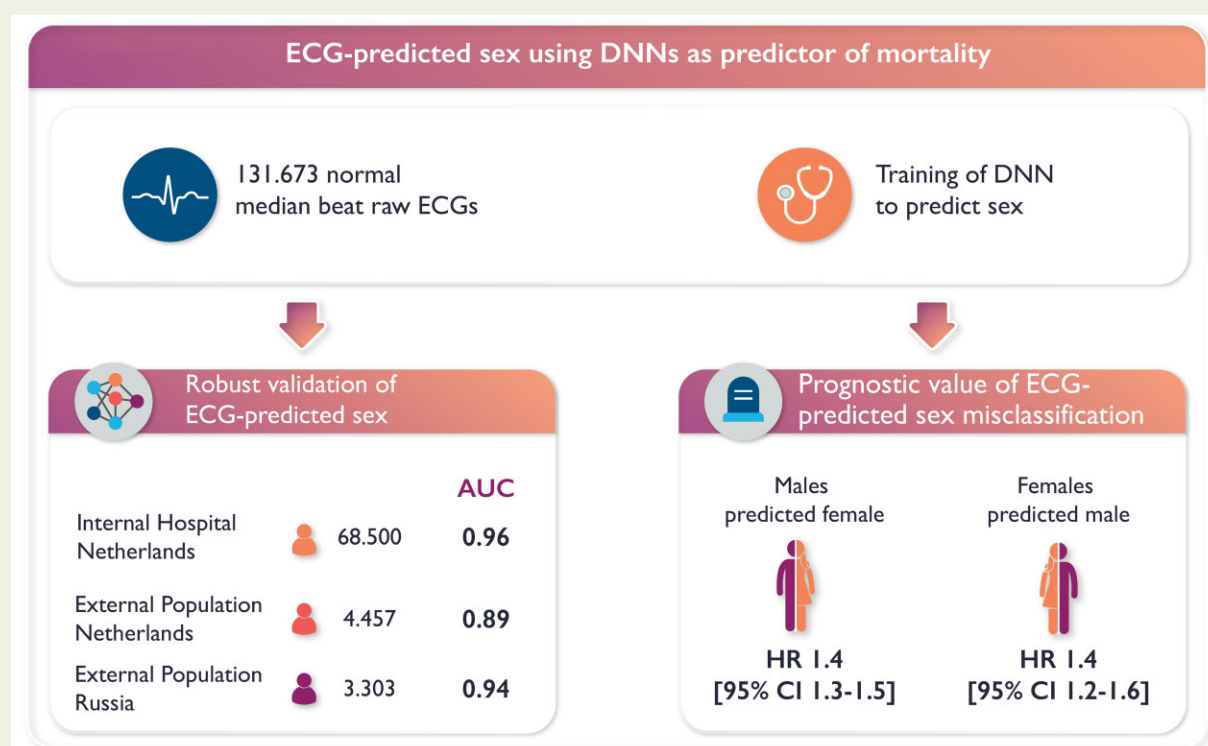 ECG-predicted sex using DNNs as predictor of mortality
131.673 normal
median beat raw ECGs
Training of DNN
to predict sex
Robust validation of
ECG-predicted sex
AUC
Internal Hospital
Netherlands
68.500
0.96
External Population
Netherlands
4.457
0.89
External Population
Russia
3.303
0.94
Prognostic value of ECG-
predicted sex misclassification
Males
predicted female
HR 1.4
[95% CI 1.3-1.5]
Females
predicted male
HR 1.4
[95% CI 1.2-1.6]